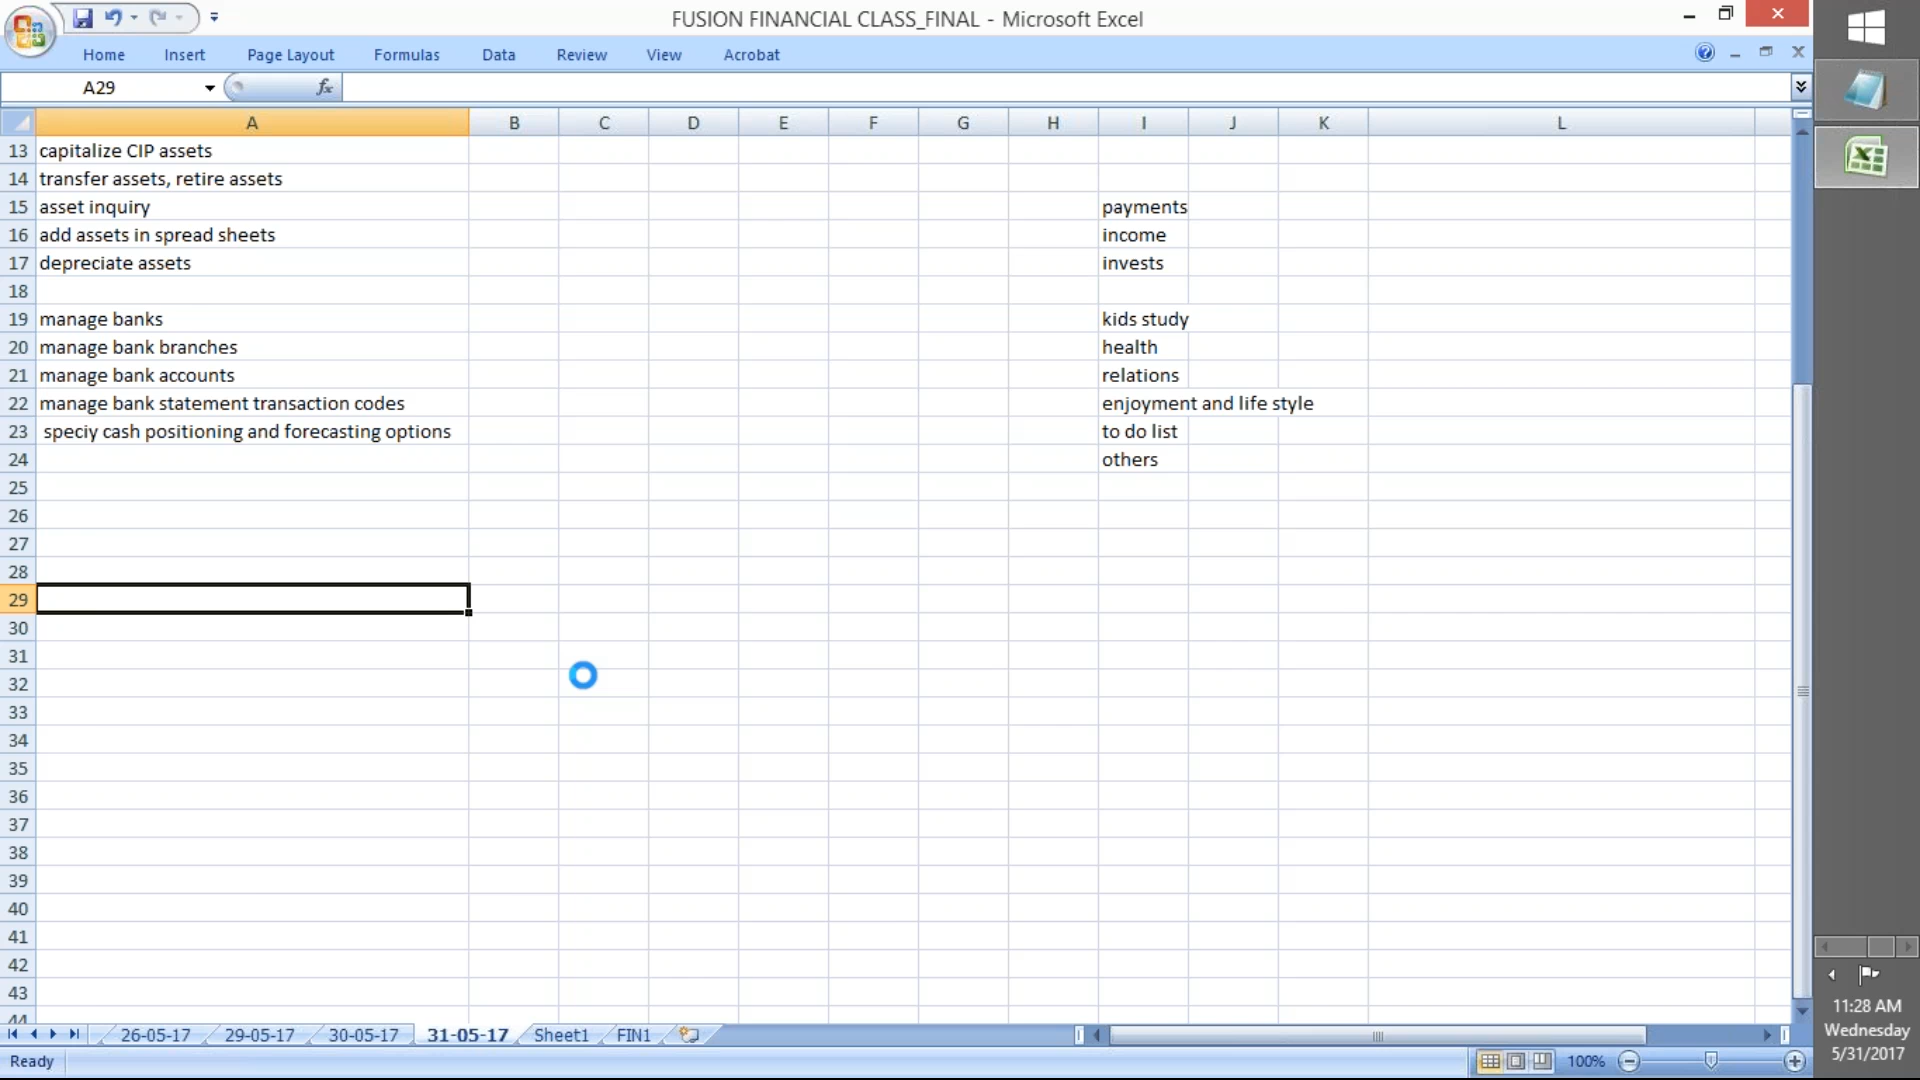 FUSION FINANCIAL CLASS_FINAL - Microsoft Excel
Home Insert Page Layout Formulas Data Review View Acrobat
A29 fx
A B C D E F G H I J K L
13 capitalize CIP assets
14 transfer assets, retire assets
15 asset inquiry payments
16 add assets in spread sheets income
17 depreciate assets invests
18
19 manage banks kids study
20 manage bank branches health
21 manage bank accounts relations
22 manage bank statement transaction codes enjoyment and life style
23 speciy cash positioning and forecasting options to do list
24 others
25
26
27
28
29
30
31
32
33
34
35
36
37
38
39
40
41
42
43
44
26-05-17 29-05-17 30-05-17 31-05-17 Sheet1 FIN1
Ready 100%
11:28 AM
Wednesday
5/31/2017